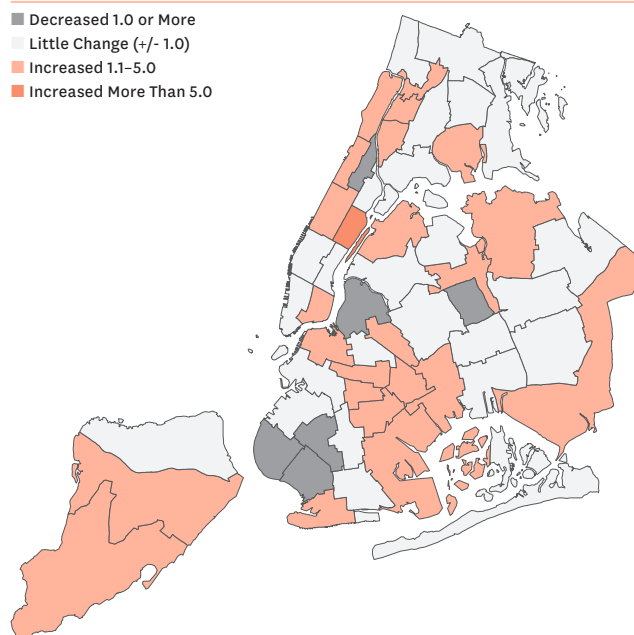 Decreased 1.0 or More
Little Change (+/- 1.0)
Increased 1.1–5.0
Increased More Than 5.0